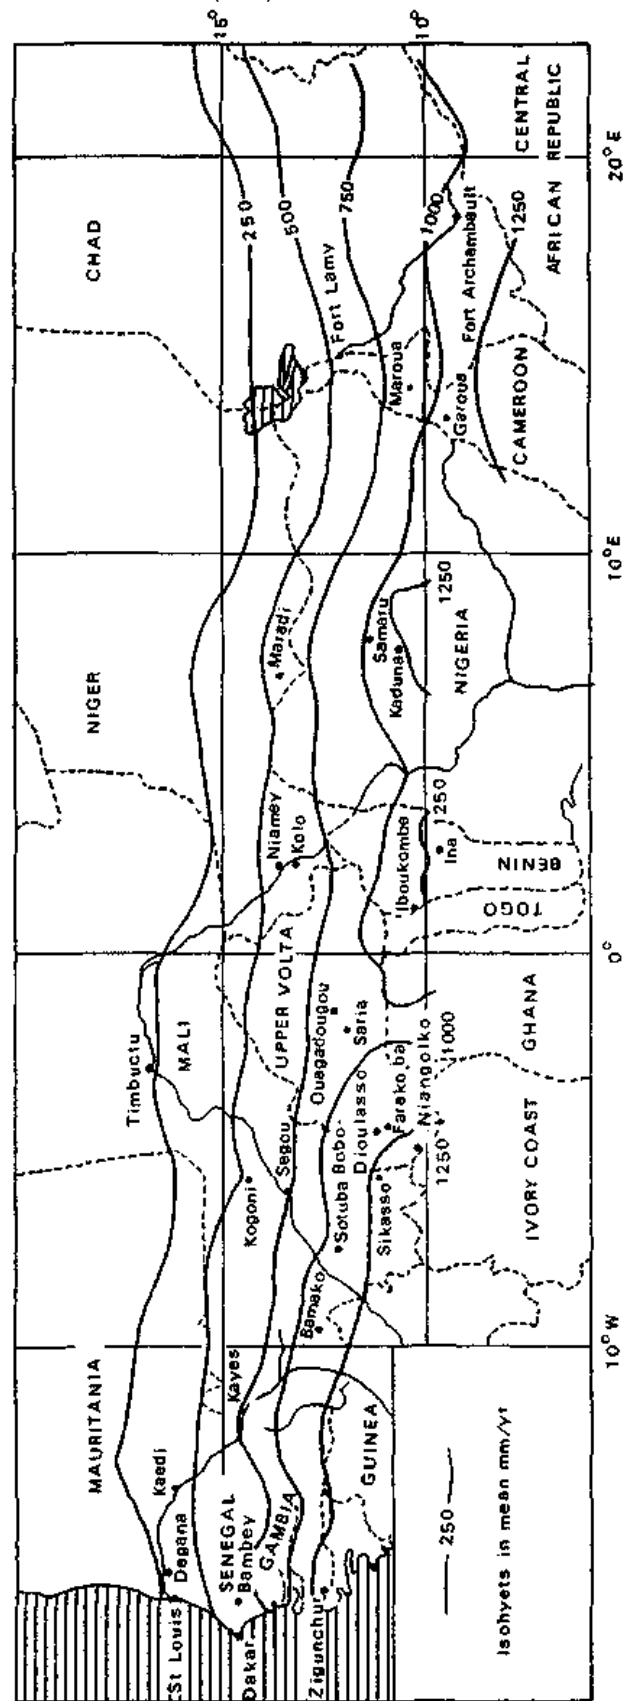 15°
10°
CHAD
CENTRAL
AFRICAN REPUBLIC
20°E
250
500
750
1000
1250
Fort Lamy
Fort Archambault
Maroua
Garoua
CAMEROON
10°E
NIGER
Maradi
Samaru
Kaduna
1250
NIGERIA
Niamey
Kolo
Iboukombe
1250
Ina
BENIN
TOGO
0°
Timbuctu
MALI
UPPER VOLTA
Ouagadougou
Saria
GHANA
1000
Segou
Kogoni
Sotuba
Bobo-
Dioulasso
Farako ba
Niangolko
Sikasso
1250
IVORY COAST
Bamako
10°W
MAURITANIA
Kayes
Kaedi
Dagana
St Louis
SENEGAL
Bambey
GAMBIA
Dakar
Zigunchur
GUINEA
250
Isohyets in mean mm/yr